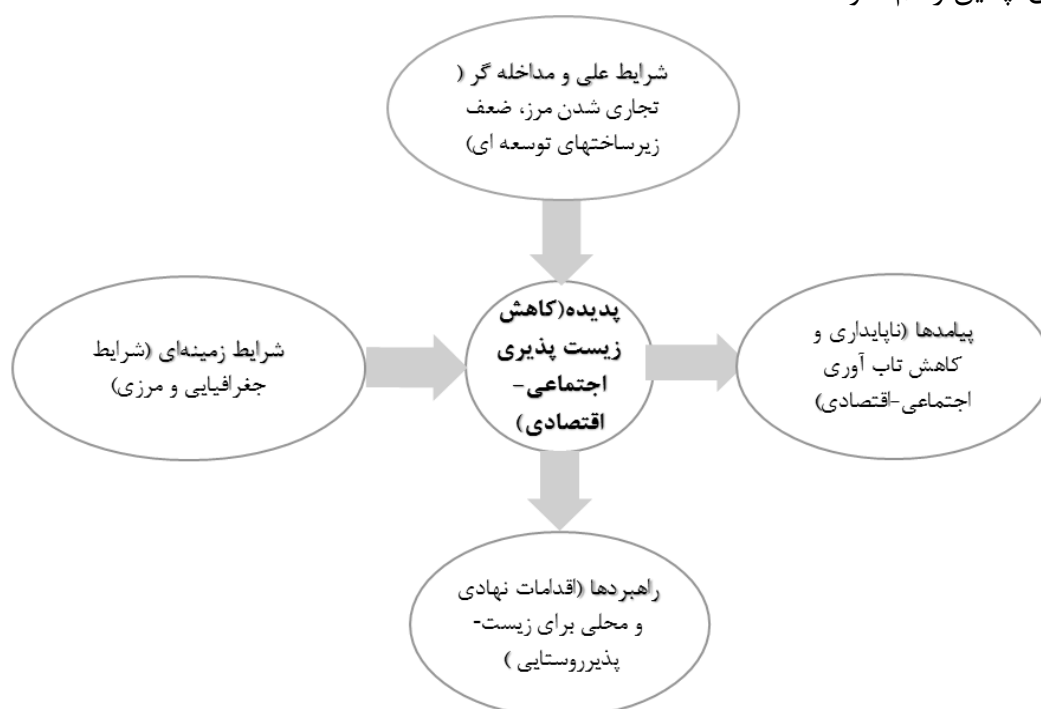 شرایط علی و مداخله گر (
تجاری شدن مرز، ضعف
زیرساختهای توسعه ای)
پدیده(کاهش
زیست پذیری
اجتماعی-
اقتصادی)
پیامدها (ناپایداری و
کاهش تاب آوری
اجتماعی-اقتصادی)
شرایط زمینه‌ای (شرایط
جغرافیایی و مرزی)
راهبردها (اقدامات نهادی
و محلی برای زیست-
پذیرروستایی )